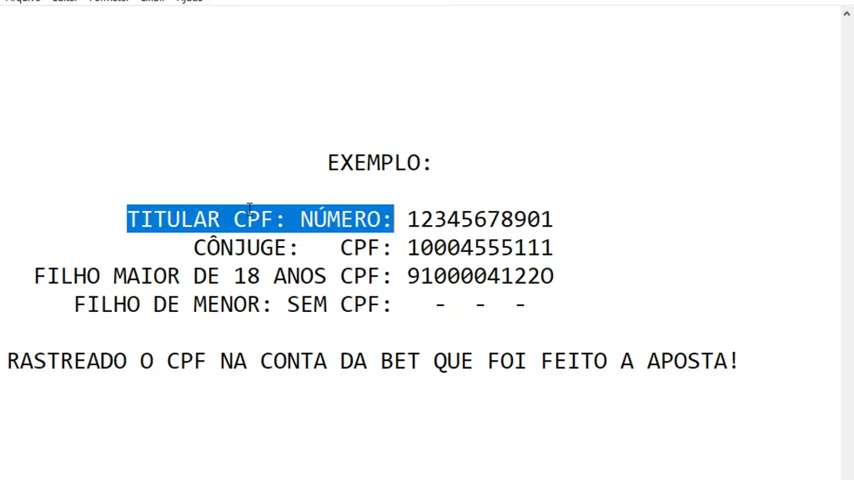 EXEMPLO:
TITULAR CPF: NÚMERO: 12345678901
CÔNJUGE: CPF: 10004555111
FILHO MAIOR DE 18 ANOS CPF: 9100004122O
FILHO DE MENOR: SEM CPF: - - -
RASTREADO O CPF NA CONTA DA BET QUE FOI FEITO A APOSTA!